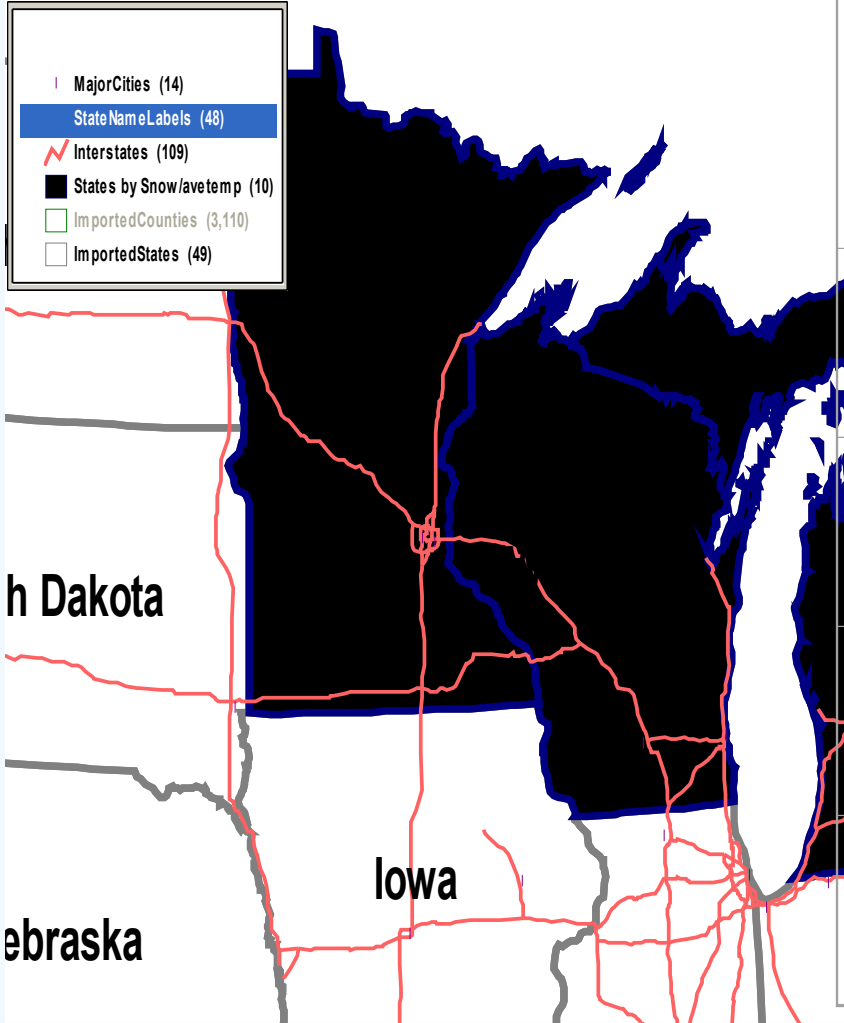 MajorCities (14)
StateNameLabels (48)
Interstates (109)
States by Snow/avetemp (10)
ImportedCounties (3,110)
ImportedStates (49)
h Dakota
Iowa
ebraska